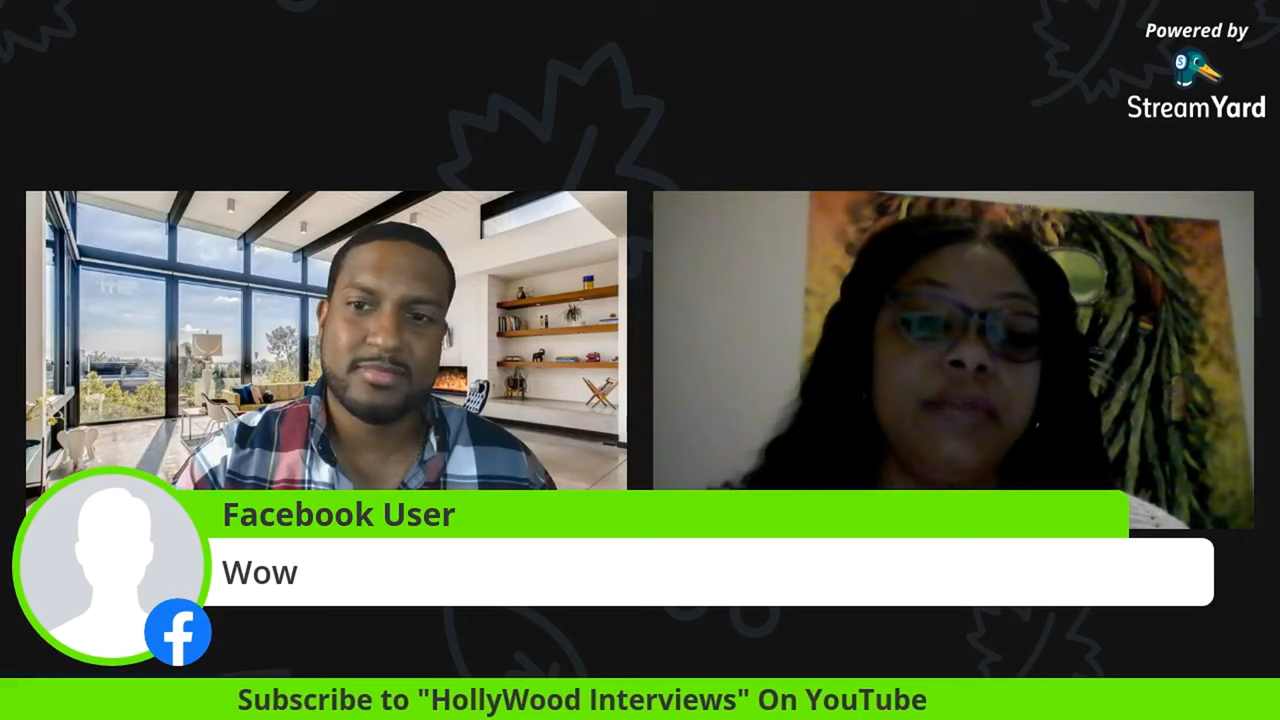 Powered by
S
StreamYard
Facebook User
Wow
Subscribe to "HollyWood Interviews" On YouTube